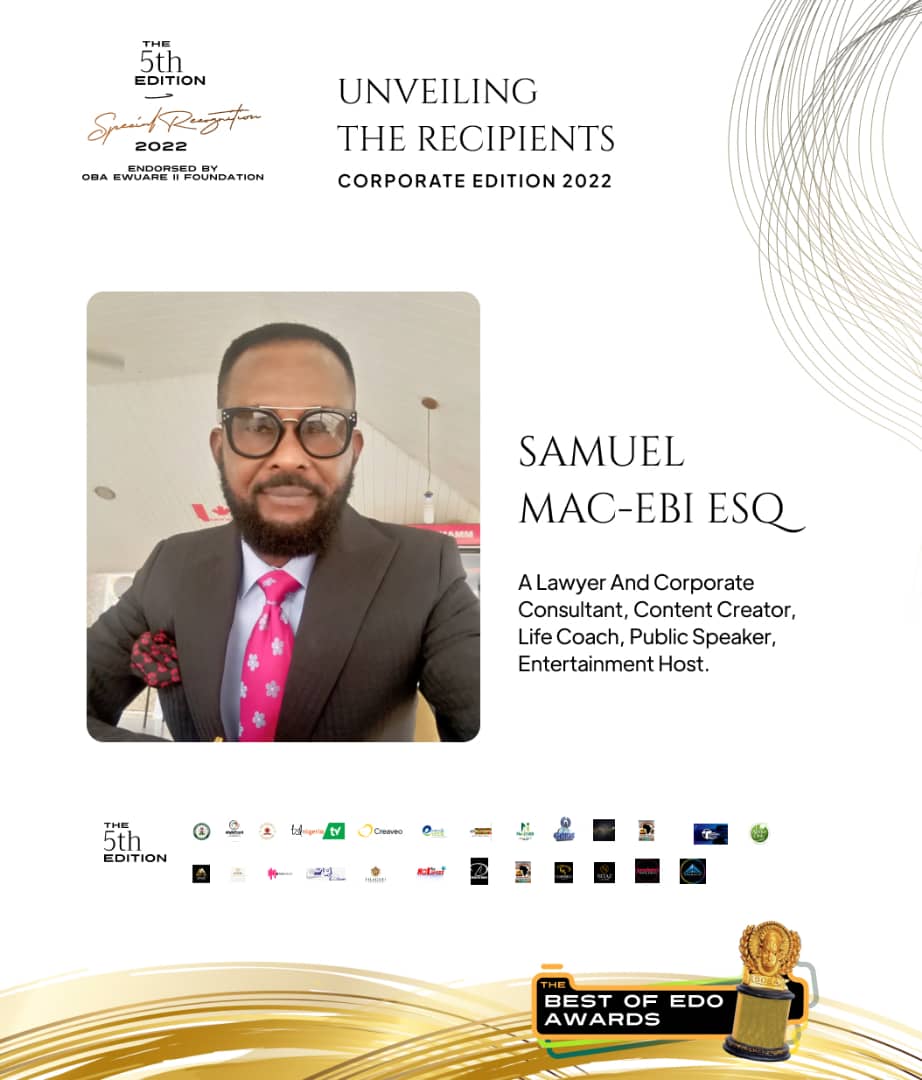 THE
5th
EDITION
Special Recognition
2022
ENDORSED BY
OBA EWUARE II FOUNDATION
UNVEILING
THE RECIPIENTS
CORPORATE EDITION 2022
SAMUEL
MAC-EBI ESQ
A Lawyer And Corporate
Consultant, Content Creator,
Life Coach, Public Speaker,
Entertainment Host.
THE
5th
EDITION
tv
Creaveo
THE
BEST OF EDO
AWARDS